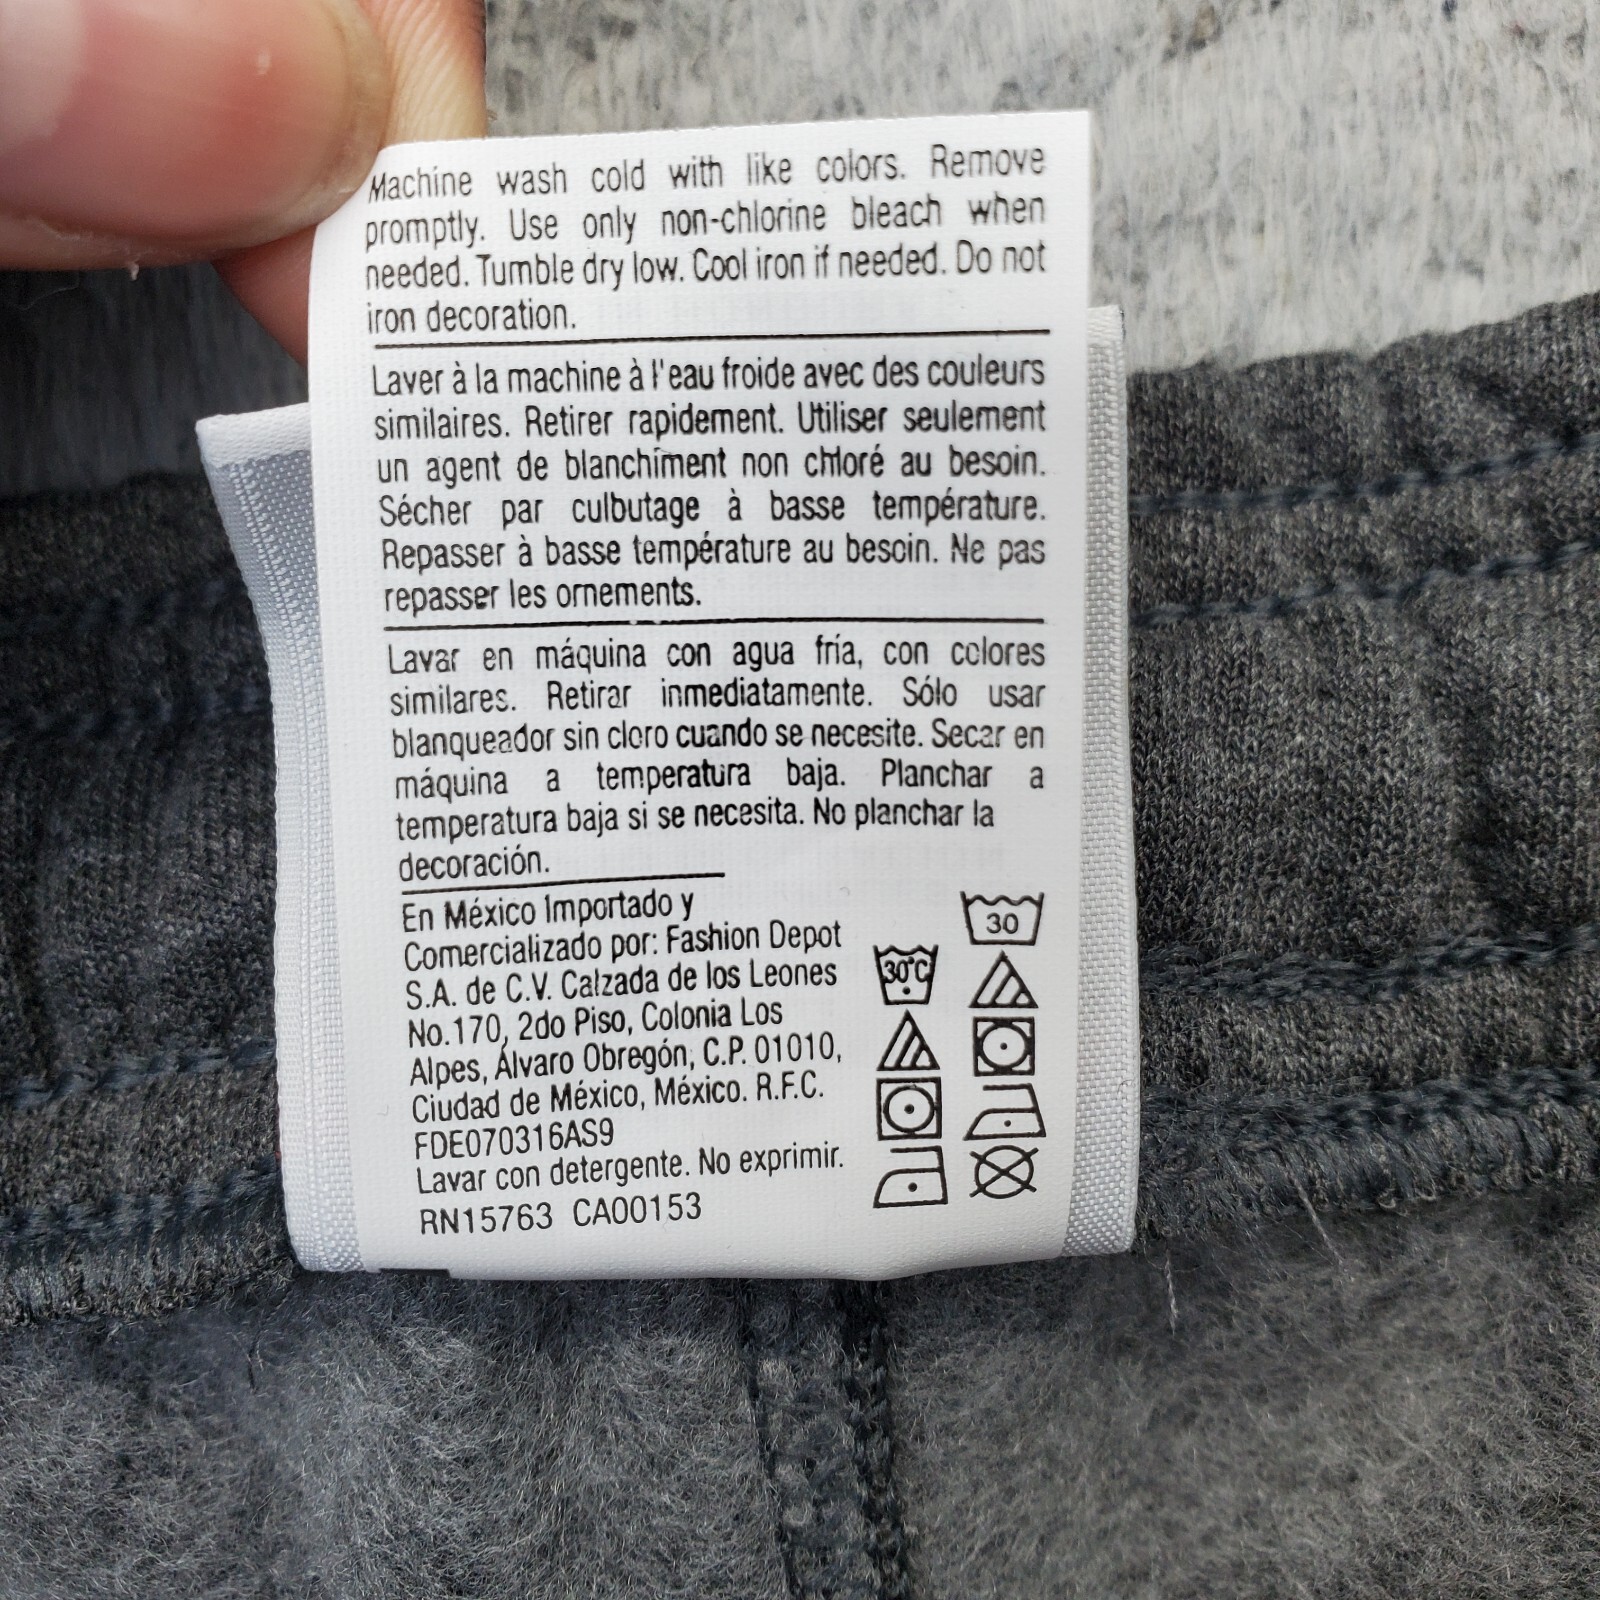 Machine wash cold with like colors. Remove
promptly. Use only non-chlorine bleach when
needed. Tumble dry low. Cool iron if needed. Do not
iron decoration.
Laver à la machine à l'eau froide avec des couleurs
similaires. Retirer rapidement. Utiliser seulement
un agent de blanchiment non chloré au besoin.
Sécher par culbutage à basse température.
Repasser à basse température au besoin. Ne pas
repasser les ornements.
Lavar en máquina con agua fría, con colores
similares. Retirar inmediatamente. Sólo usar
blanqueador sin cloro cuando se necesite. Secar en
máquina a temperatura baja. Planchar a
temperatura baja si se necesita. No planchar la
decoración.
En México Importado y
Comercializado por: Fashion Depot
S.A. de C.V. Calzada de los Leones
No.170, 2do Piso, Colonia Los
Alpes, Álvaro Obregón, C.P. 01010,
Ciudad de México, México. R.F.C.
FDE070316AS9
Lavar con detergente. No exprimir.
RN15763 CA00153
30
30°C